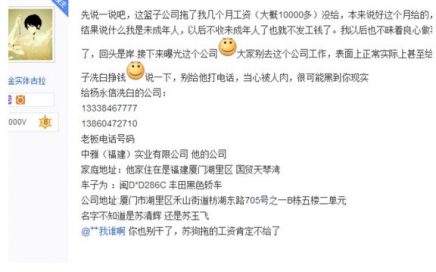 先说一说吧，这篮子公司拖了我几个月工资（大概10000多）没给，本来说好这个月给的，
结果说什么我是未成年人，以后不收未成年人了也就不发工钱了。我以后也不昧着良心做
了，回头是岸 接下来曝光这个公司 大家别去这个公司工作，表面上正常实际上甚至给
子洗白挣钱 说一下，别给他打电话，当心被人肉，很可能黑到你现实
给杨永信洗白的公司：
13338467777
13860472710
老板电话号码
中雅（福建）实业有限公司 他的公司
家庭地址：他家住在是福建厦门湖里区 国贸天琴湾
车子为 ：闽D*D286C 丰田黑色轿车
公司地址 厦门市湖里区禾山街道枋湖东路705号之一B栋五楼二单元
名字不知道是苏清辉 还是苏玉飞
@**我谁啊 你也别干了，苏狗拖的工资肯定不给了
金实体古拉
000V